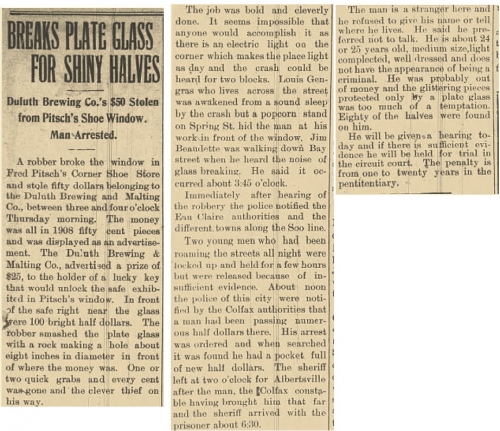 BREAKS PLATE GLASS
FOR SHINY HALVES
Duluth Brewing Co.'s $50 Stolen
from Pitsch's Shoe Window.
Man Arrested.
A robber broke the window in
Fred Pitsch's Corner Shoe Store
and stole fifty dollars belonging to
the Duluth Brewing and Malting
Co., between three and four o'clock
Thursday morning. The money
was all in 1908 fifty cent pieces
and was displayed as an advertise-
ment. The Duluth Brewing &
Malting Co., advertised a prize of
$25, to the holder of a lucky key
that would unlock the safe exhib-
ited in Pitsch's window. In front
of the safe right near the glass
were 100 bright half dollars. The
robber smashed the plate glass
with a rock making a hole about
eight inches in diameter in front
of where the money was. One or
two quick grabs and every cent
was gone and the clever thief on
his way.
The job was bold and cleverly
done. It seems impossible that
anyone would accomplish it as
there is an electric light on the
corner which makes the place light
as day and the crash could be
heard for two blocks. Louis Gen-
gras who lives across the street
was awakened from a sound sleep
by the crash but a popcorn stand
on Spring St. hid the man at his
work in front of the window. Jim
Beaudette was walking down Bay
street when he heard the noise of
glass breaking. He said it oc-
curred about 3:45 o'clock.
Immediately after hearing of
the robbery the police notified the
Eau Claire authorities and the
different towns along the Soo line.
Two young men who had been
roaming the streets all night were
locked up and held for a few hours
but were released because of in-
sufficient evidence. About noon
the police of this city were noti-
fied by the Colfax authorities that
a man had been passing numer-
ous half dollars there. His arrest
was ordered and when searched
it was found he had a pocket full
of new half dollars. The sheriff
left at two o'clock for Albertsville
after the man, the Colfax consta-
ble having brought him that far
and the sheriff arrived with the
prisoner about 6:30.
The man is a stranger here and
he refused to give his name or tell
where he lives. He said he pre-
ferred not to talk. He is about 24
or 25 years old, medium size, light
complected, well dressed and does
not have the appearance of being a
criminal. He was probably out
of money and the glittering pieces
protected only by a plate glass
was too much of a temptation.
Eighty of the halves were found
on him.
He will be given a hearing to-
day and if there is sufficient evi-
dence he will be held for trial in
the circuit court. The penalty is
from one to twenty years in the
pentitentiary.